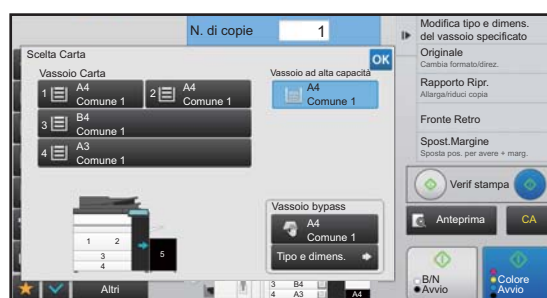 N. di copie
1
Modifica tipo e dimens.
del vassoio specificato
Originale
Cambia formato/direz.
Rapporto Ripr.
Allarga/riduci copia
Fronte Retro
Spost.Margine
Sposta pos. per avere + marg.
Verif stampa
Anteprima
CA
B/N
Avvio
Colore
Avvio
Scelta Carta
OK
Vassoio Carta
Vassoio ad alta capacità
1
A4
Comune 1
2
A4
Comune 1
A4
Comune 1
3
B4
Comune 1
4
A3
Comune 1
1 2
3
4
5
Vassoio bypass
A4
Comune 1
Tipo e dimens.
Altri
3 B4
4 A3
A4